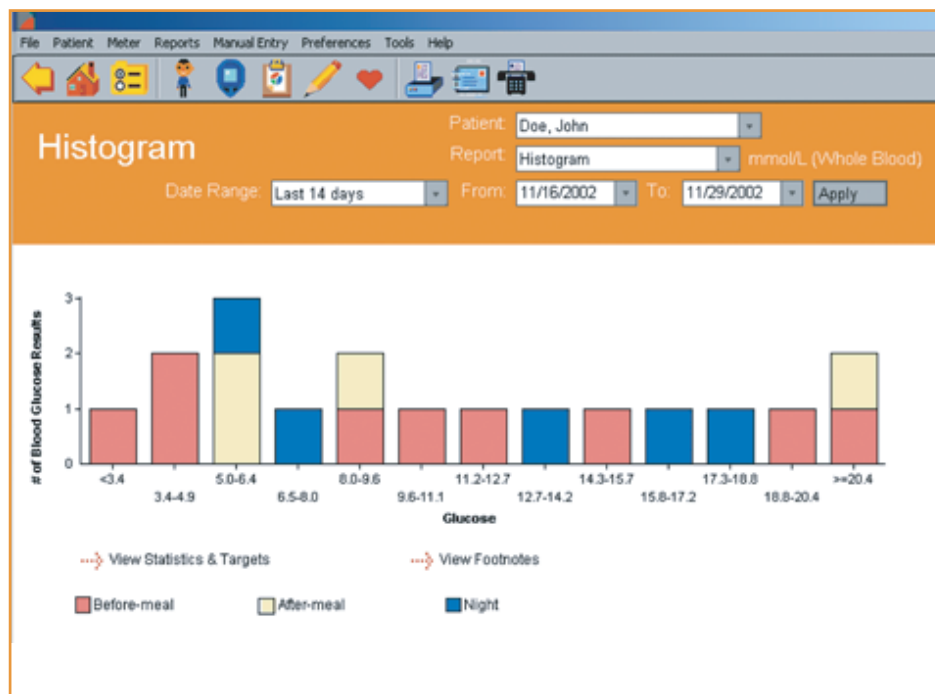 File Patient Meter Reports Manual Entry Preferences Tools Help
Histogram
Patient: Doe, John
Report: Histogram mmol/L (Whole Blood)
Date Range: Last 14 days From: 11/16/2002 To: 11/29/2002 Apply
# of Blood Glucose Results
3
2
1
0
<3.4 5.0-6.4 8.0-9.6 11.2-12.7 14.3-15.7 17.3-18.8 >=20.4
3.4-4.9 6.5-8.0 9.6-11.1 12.7-14.2 15.8-17.2 18.8-20.4
Glucose
View Statistics & Targets View Footnotes
Before-meal After-meal Night